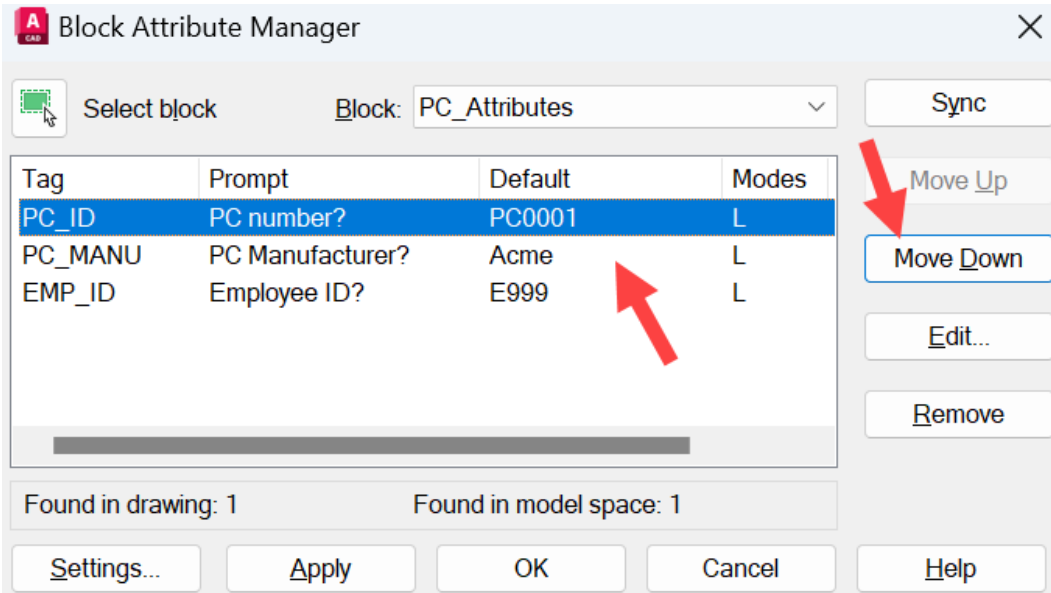 A CAD Block Attribute Manager
Select block Block: PC_Attributes Sync
Tag Prompt Default Modes Move Up
PC_ID PC number? PC0001 L
PC_MANU PC Manufacturer? Acme L Move Down
EMP_ID Employee ID? E999 L
Edit...
Remove
Found in drawing: 1 Found in model space: 1
Settings... Apply OK Cancel Help